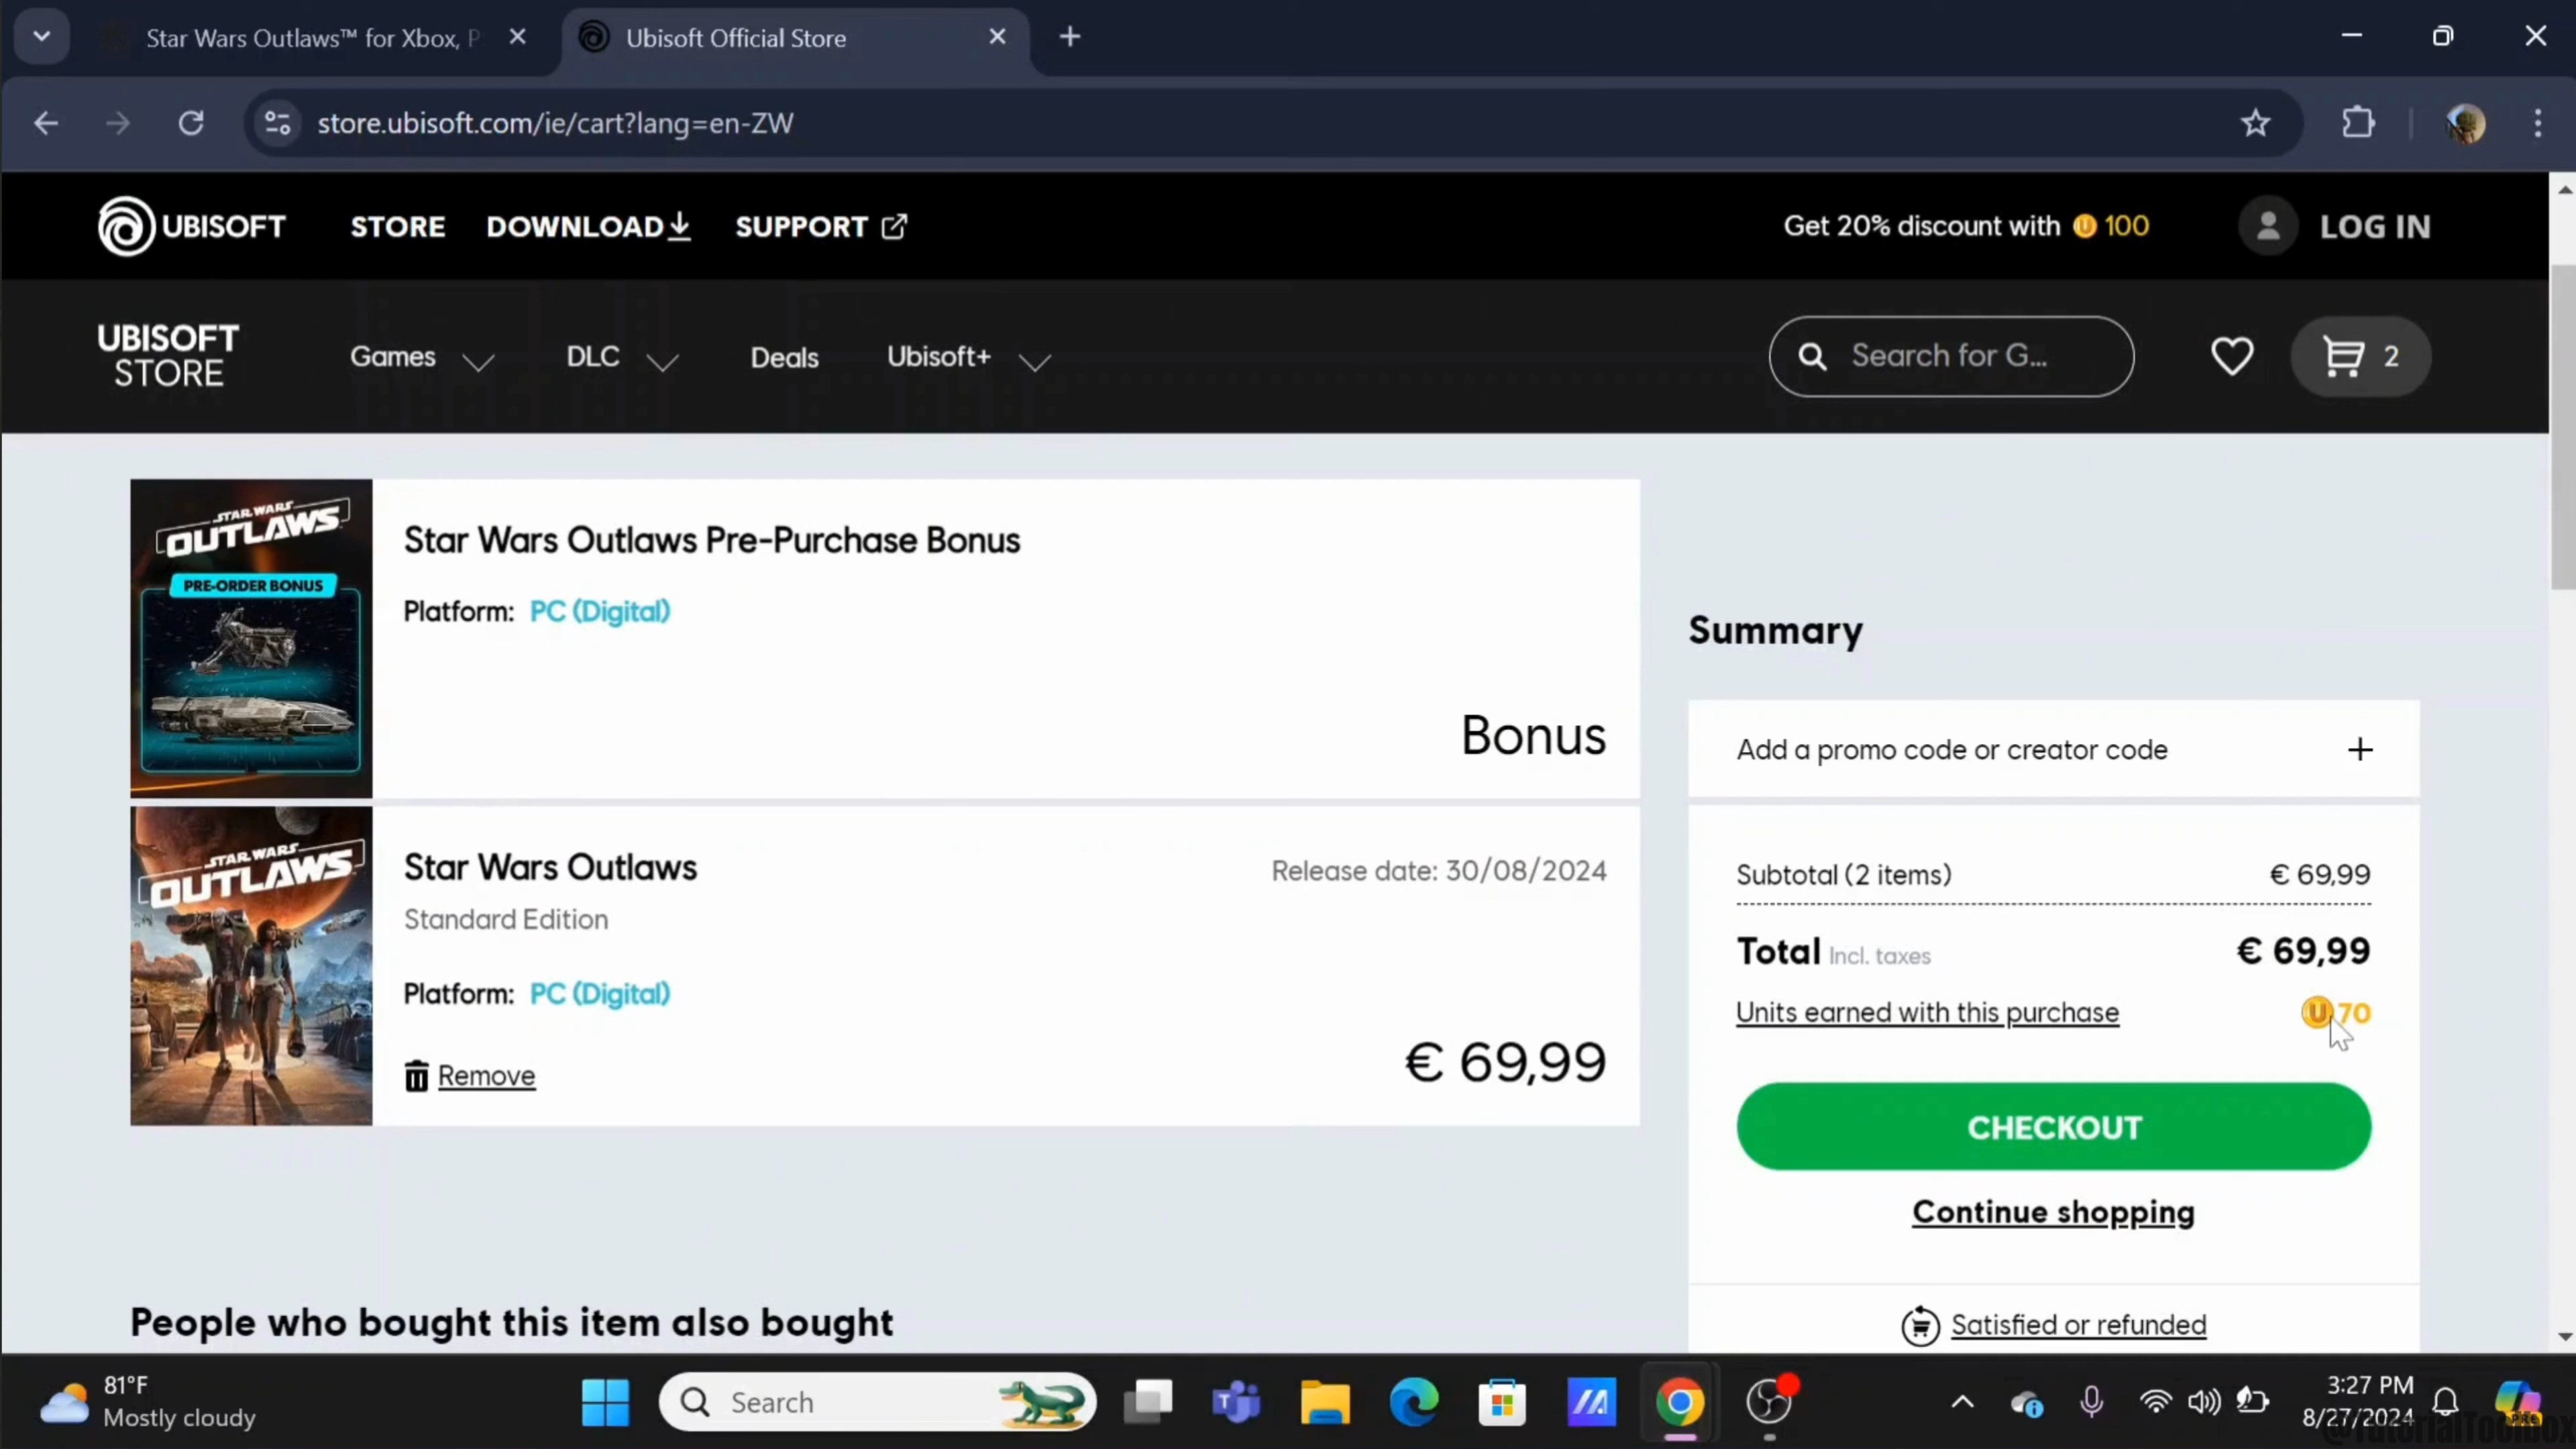 Star Wars Outlaws™ for Xbox, P
Ubisoft Official Store
store.ubisoft.com/ie/cart?lang=en-ZW
UBISOFT
STORE
DOWNLOAD
SUPPORT
Get 20% discount with 100
LOG IN
UBISOFT
STORE
Games
DLC
Deals
Ubisoft+
Search for G...
2
STAR WARS
OUTLAWS
PRE-ORDER BONUS
Star Wars Outlaws Pre-Purchase Bonus
Platform: PC (Digital)
Bonus
STAR WARS
OUTLAWS
Star Wars Outlaws
Release date: 30/08/2024
Standard Edition
Platform: PC (Digital)
Remove
€ 69,99
Summary
Add a promo code or creator code
Subtotal (2 items) € 69,99
Total Incl. taxes € 69,99
Units earned with this purchase 70
CHECKOUT
Continue shopping
Satisfied or refunded
People who bought this item also bought
81°F
Mostly cloudy
Search
3:27 PM
8/27/2024
PRE
@TutorialToolbox